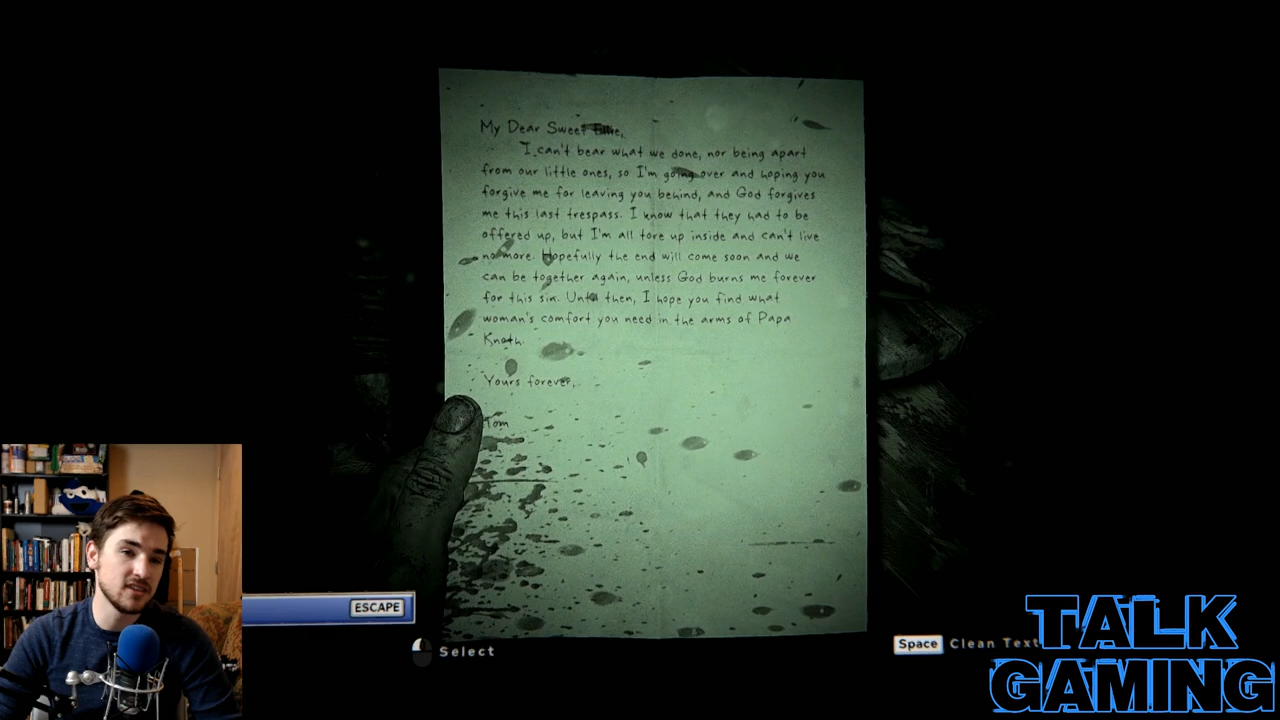 My Dear Sweet
I can't bear what we done, nor being apart
from our little ones, so I'm going over and hoping you
forgive me for leaving you behind, and God forgives
me this last trespass. I know that they had to be
offered up, but I'm all tore up inside and can't live
no more. Hopefully the end will come soon and we
can be together again, unless God burns me forever
for this sin. Until then, I hope you find what
woman's comfort you need in the arms of Papa
Knoth.
Yours forever,
Tom
ESCAPE
Select
Space Clean Text
TALK
GAMING